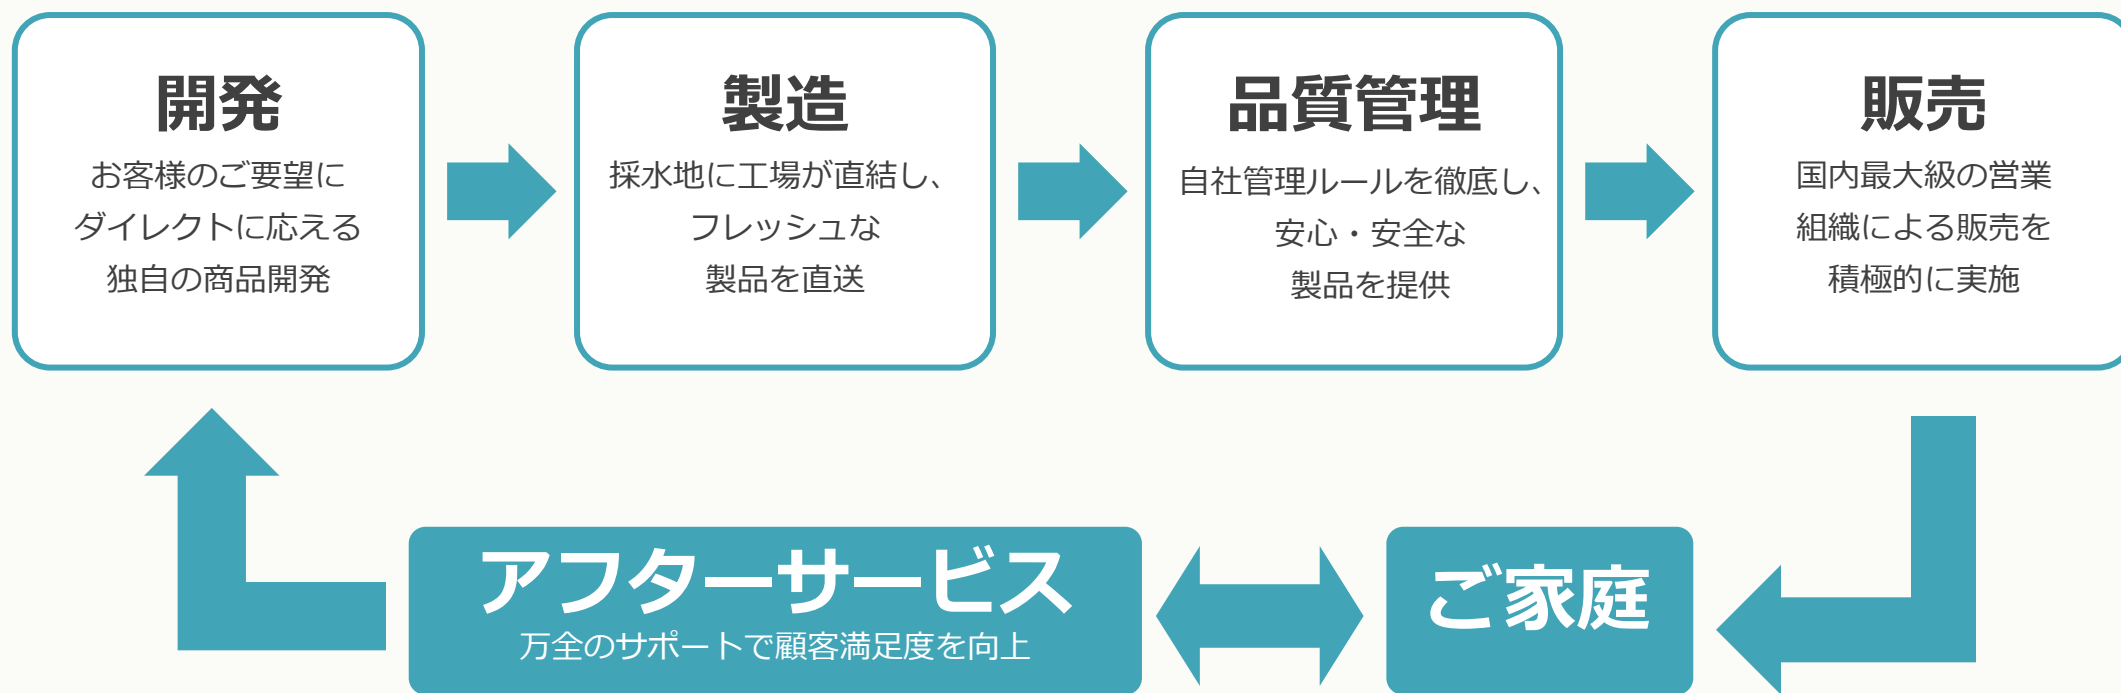 開発
お客様のご要望に
ダイレクトに応える
独自の商品開発
製造
採水地に工場が直結し、
フレッシュな
製品を直送
品質管理
自社管理ルールを徹底し、
安心・安全な
製品を提供
販売
国内最大級の営業
組織による販売を
積極的に実施
アフターサービス
万全のサポートで顧客満足度を向上
ご家庭